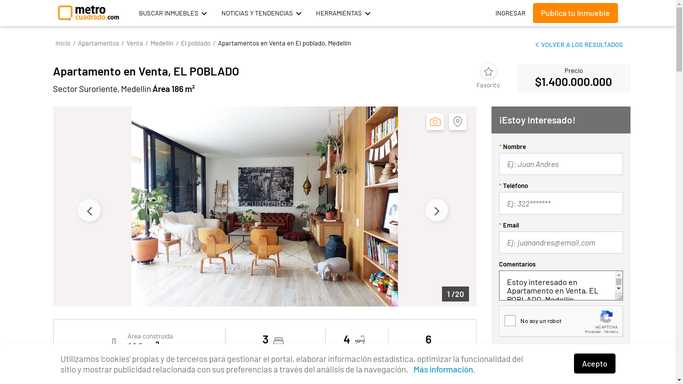 metro
cuadrado.com
BUSCAR INMUEBLES
NOTICIAS Y TENDENCIAS
HERRAMIENTAS
INGRESAR
Publica tu Inmueble
Inicio / Apartamentos / Venta / Medellín / El poblado / Apartamentos en Venta en El poblado, Medellín
VOLVER A LOS RESULTADOS
Apartamento en Venta, EL POBLADO
Sector Suroriente, Medellín Área 186 m²
Favorito
Precio
$1.400.000.000
¡Estoy Interesado!
* Nombre
Ej: Juan Andres
* Teléfono
Ej: 322*******
* Email
Ej: juanandres@email.com
Comentarios
Estoy interesado en
Apartamento en Venta, EL
POBLADO, Medellín
1 / 20
No soy un robot
reCAPTCHA
Privacidad - Términos
Área construida
3
4
6
Utilizamos 'cookies' propias y de terceros para gestionar el portal, elaborar información estadística, optimizar la funcionalidad del
sitio y mostrar publicidad relacionada con sus preferencias a través del análisis de la navegación. Más información.
Acepto